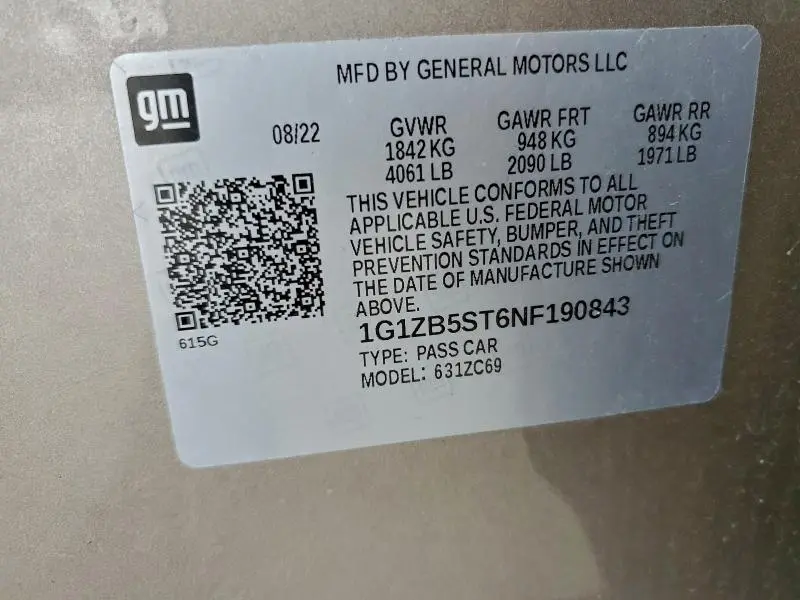 MFD BY GENERAL MOTORS LLC
gm
08/22
GVWR GAWR FRT GAWR RR
1842 KG 948 KG 894 KG
4061 LB 2090 LB 1971 LB
THIS VEHICLE CONFORMS TO ALL
APPLICABLE U.S. FEDERAL MOTOR
VEHICLE SAFETY, BUMPER, AND THEFT
PREVENTION STANDARDS IN EFFECT ON
THE DATE OF MANUFACTURE SHOWN
ABOVE.
615G
1G1ZB5ST6NF190843
TYPE: PASS CAR
MODEL: 631ZC69